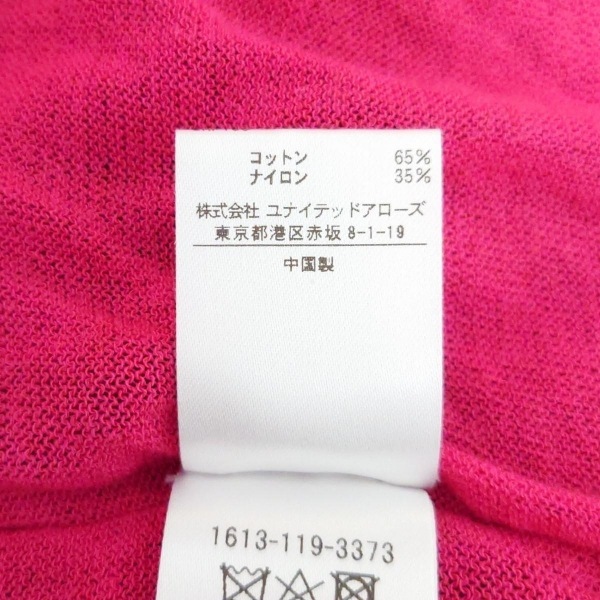 コットン 65%
ナイロン 35%
株式会社 ユナイテッドアローズ
東京都港区赤坂 8-1-19
中国製
1613-119-3373